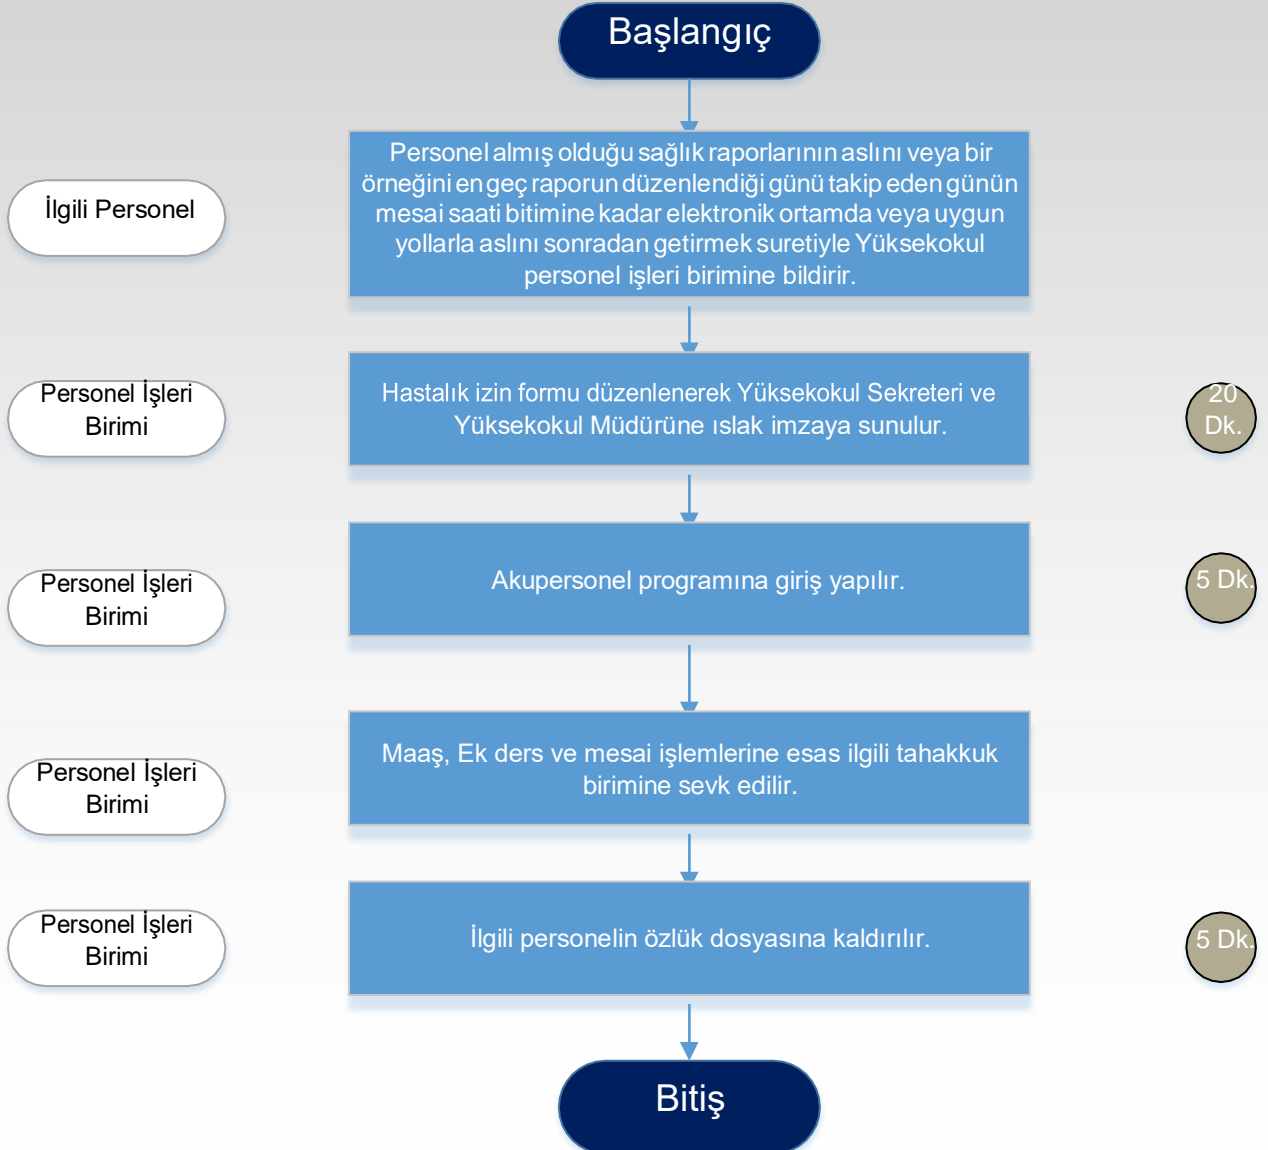 Başlangıç
İlgili Personel
Personel almış olduğu sağlık raporlarının aslını veya bir
örneğini en geç raporun düzenlendiği günü takip eden günün
mesai saati bitimine kadar elektronik ortamda veya uygun
yollarla aslını sonradan getirmek suretiyle Yüksekokul
personel işleri birimine bildirir.
Personel İşleri
Birimi
Hastalık izin formu düzenlenerek Yüksekokul Sekreteri ve
Yüksekokul Müdürüne ıslak imzaya sunulur.
20
Dk.
Personel İşleri
Birimi
Akupersonel programına giriş yapılır.
5 Dk.
Personel İşleri
Birimi
Maaş, Ek ders ve mesai işlemlerine esas ilgili tahakkuk
birimine sevk edilir.
Personel İşleri
Birimi
İlgili personelin özlük dosyasına kaldırılır.
5 Dk.
Bitiş